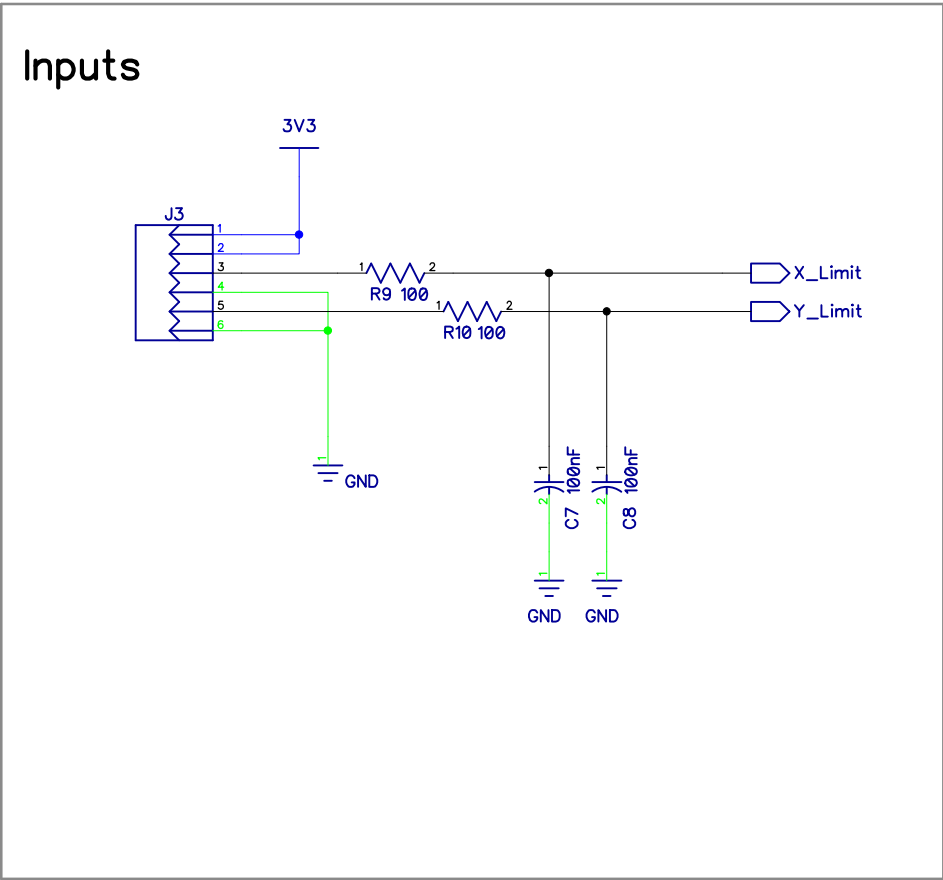 Inputs
3V3
J3
1
2
3
4
5
6
1 2
R9 100
X_Limit
1 2
R10 100
Y_Limit
1
GND
1
2
C7 100nF
1
GND
1
2
C8 100nF
1
GND